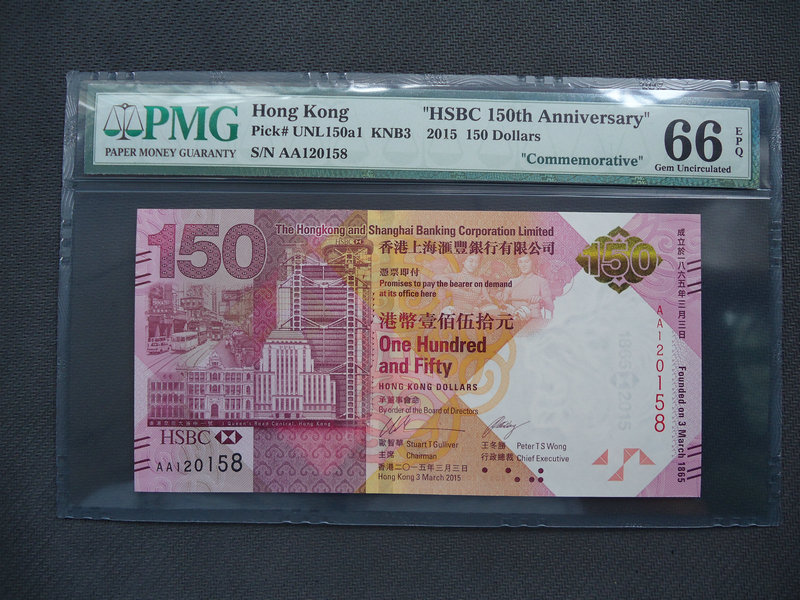 PMG
PAPER MONEY GUARANTY
Hong Kong
Pick# UNL150a1 KNB3
S/N AA120158
"HSBC 150th Anniversary"
2015 150 Dollars
"Commemorative"
66
EPQ
Gem Uncirculated
150
The Hongkong and Shanghai Banking Corporation Limited
香港上海滙豐銀行有限公司
HSBC
憑票即付
Promises to pay the bearer on demand
at its office here
港幣壹佰伍拾元
One Hundred
and Fifty
HONG KONG DOLLARS
承董事會命
By order of the Board of Directors
歐智華 Stuart T Gulliver
主席 Chairman
王冬勝 Peter T S Wong
行政總裁 Chief Executive
香港二〇一五年三月三日
Hong Kong 3 March 2015
150
成立於一八六五年三月三日
Founded on 3 March 1865
AA120158
1 Queen's Road Central, Hong Kong
HSBC
AA120158